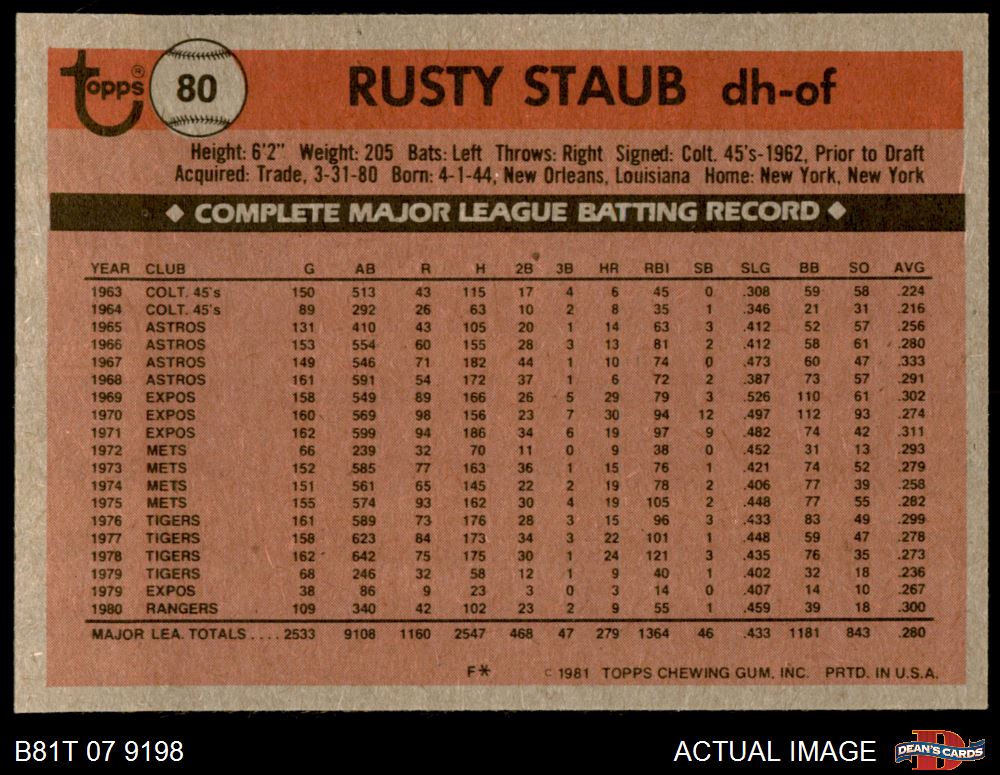 Topps® 80 RUSTY STAUB dh-of
Height: 6'2" Weight: 205 Bats: Left Throws: Right Signed: Colt. 45's-1962, Prior to Draft
Acquired: Trade, 3-31-80 Born: 4-1-44, New Orleans, Louisiana Home: New York, New York
◆ COMPLETE MAJOR LEAGUE BATTING RECORD ◆
YEAR CLUB G AB R H 2B 3B HR RBI SB SLG BB SO AVG
1963 COLT. 45's 150 513 43 115 17 4 6 45 0 .308 59 58 .224
1964 COLT. 45's 89 292 26 63 10 2 8 35 1 .346 21 31 .216
1965 ASTROS 131 410 43 105 20 1 14 63 3 .412 52 57 .256
1966 ASTROS 153 554 60 155 28 3 13 81 2 .412 58 61 .280
1967 ASTROS 149 546 71 182 44 1 10 74 0 .473 60 47 .333
1968 ASTROS 161 591 54 172 37 1 6 72 2 .387 73 57 .291
1969 EXPOS 158 549 89 166 26 5 29 79 3 .526 110 61 .302
1970 EXPOS 160 569 98 156 23 7 30 94 12 .497 112 93 .274
1971 EXPOS 162 599 94 186 34 6 19 97 9 .482 74 42 .311
1972 METS 66 239 32 70 11 0 9 38 0 .452 31 13 .293
1973 METS 152 585 77 163 36 1 15 76 1 .421 74 52 .279
1974 METS 151 561 65 145 22 2 19 78 2 .406 77 39 .258
1975 METS 155 574 93 162 30 4 19 105 2 .448 77 55 .282
1976 TIGERS 161 589 73 176 28 3 15 96 3 .433 83 49 .299
1977 TIGERS 158 623 84 173 34 3 22 101 1 .448 59 47 .278
1978 TIGERS 162 642 75 175 30 1 24 121 3 .435 76 35 .273
1979 TIGERS 68 246 32 58 12 1 9 40 1 .402 32 18 .236
1979 EXPOS 38 86 9 23 3 0 3 14 0 .407 14 10 .267
1980 RANGERS 109 340 42 102 23 2 9 55 1 .459 39 18 .300
MAJOR LEA. TOTALS .... 2533 9108 1160 2547 468 47 279 1364 46 .433 1181 843 .280
F* © 1981 TOPPS CHEWING GUM, INC. PRTD. IN U.S.A.
B81T 07 9198 ACTUAL IMAGE DEAN'S CARDS